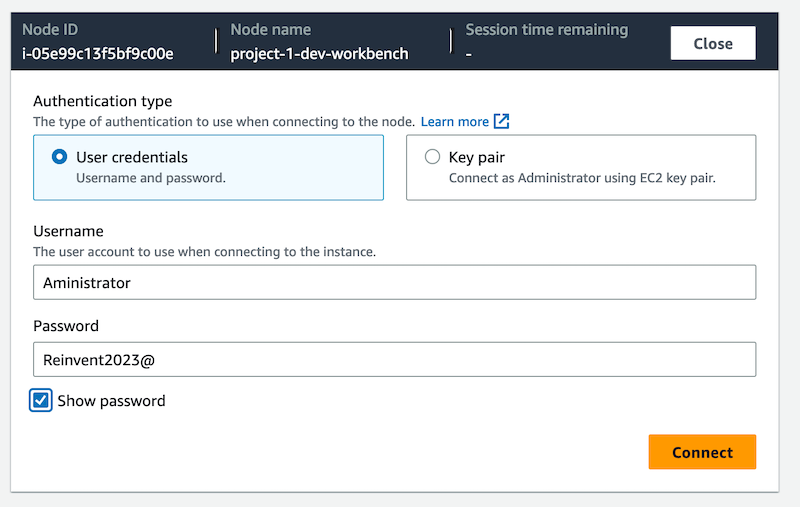 Node ID
i-05e99c13f5bf9c00e
Node name
project-1-dev-workbench
Session time remaining
-
Close
Authentication type
The type of authentication to use when connecting to the node. Learn more
User credentials
Username and password.
Key pair
Connect as Administrator using EC2 key pair.
Username
The user account to use when connecting to the instance.
Aministrator
Password
Reinvent2023@
Show password
Connect